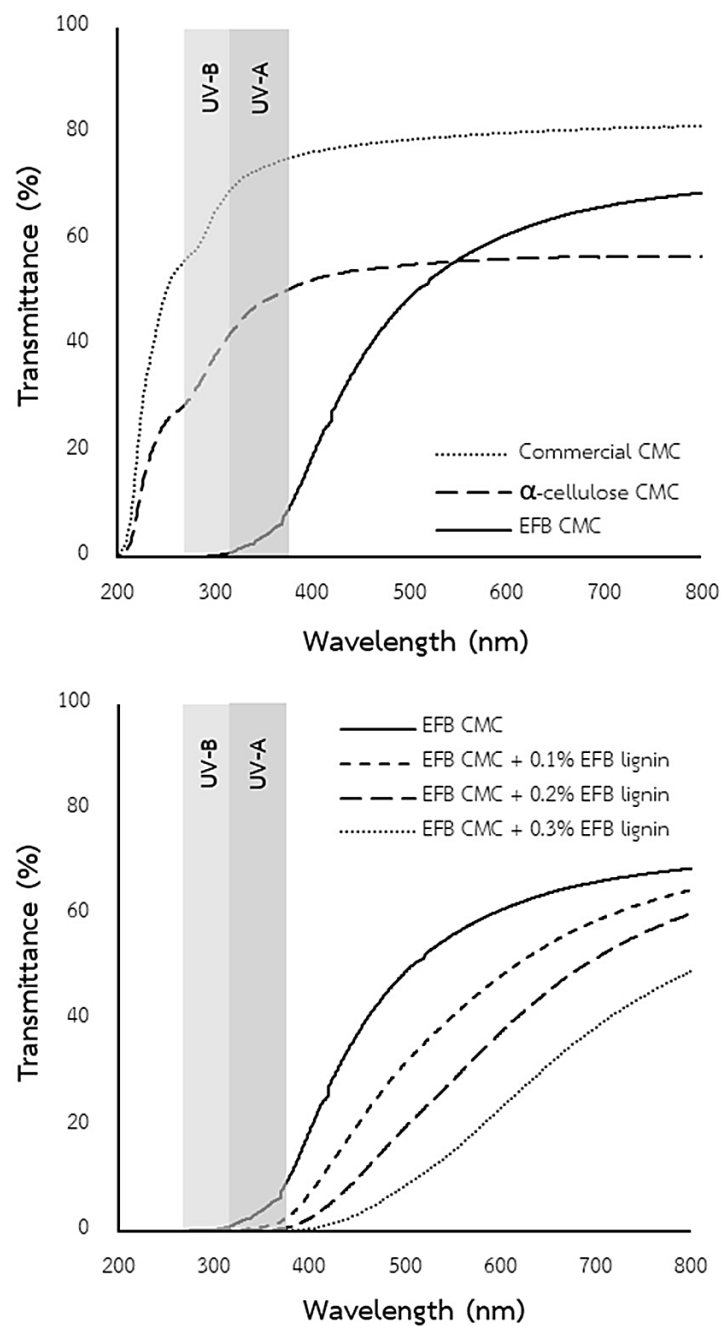 100
80
60
40
20
0
Transmittance (%)
UV-B
UV-A
Commercial CMC
α-cellulose CMC
EFB CMC
200 300 400 500 600 700 800
Wavelength (nm)
100
80
60
40
20
0
Transmittance (%)
UV-B
UV-A
EFB CMC
EFB CMC + 0.1% EFB lignin
EFB CMC + 0.2% EFB lignin
EFB CMC + 0.3% EFB lignin
200 300 400 500 600 700 800
Wavelength (nm)